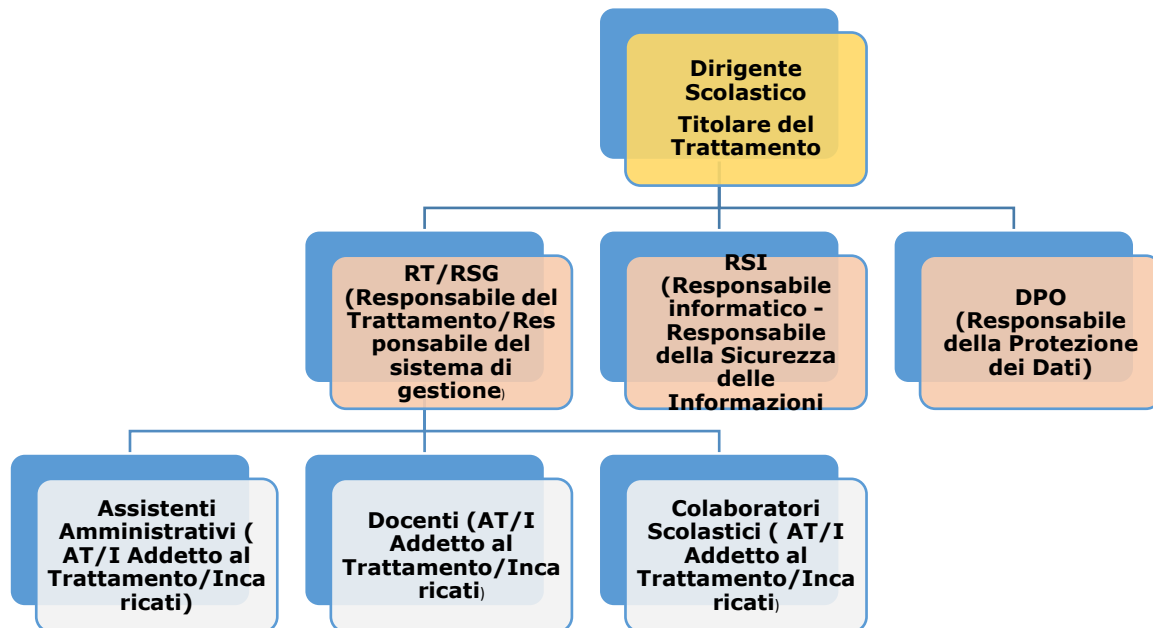 Dirigente
Scolastico
Titolare del
Trattamento
RT/RSG
(Responsabile del
Trattamento/Res
ponsabile del
sistema di
gestione)
RSI
(Responsabile
informatico -
Responsabile
della Sicurezza
delle
Informazioni
DPO
(Responsabile
della Protezione
dei Dati)
Assistenti
Amministrativi (
AT/I Addetto al
Trattamento/Inca
ricati)
Docenti (AT/I
Addetto al
Trattamento/Inca
ricati)
Colaboratori
Scolastici ( AT/I
Addetto al
Trattamento/Inca
ricati)